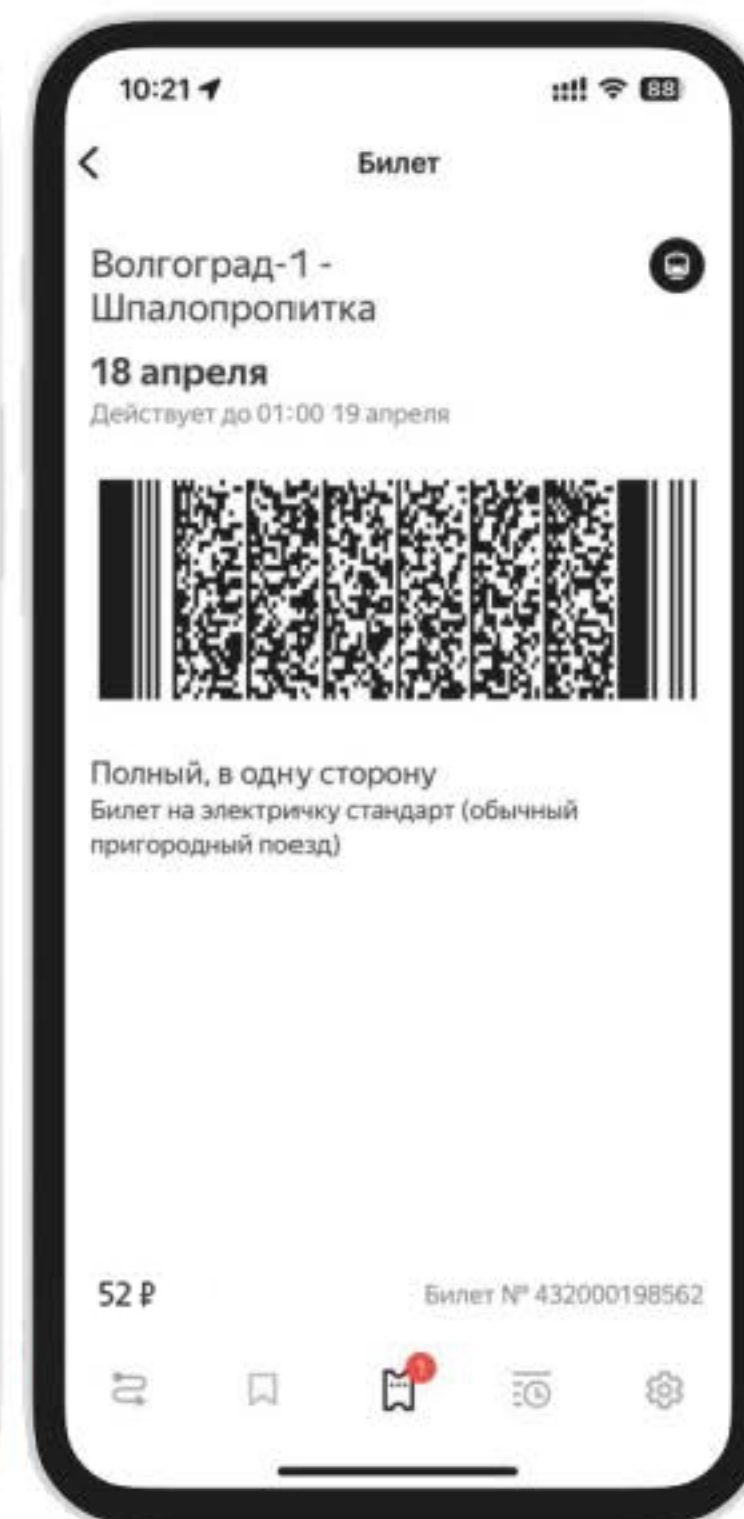 10:21
88
Билет
Волгоград-1 -
Шпалопропитка
18 апреля
Действует до 01:00 19 апреля
Полный, в одну сторону
Билет на электричку стандарт (обычный
пригородный поезд)
52 ₽
Билет № 432000198562
1